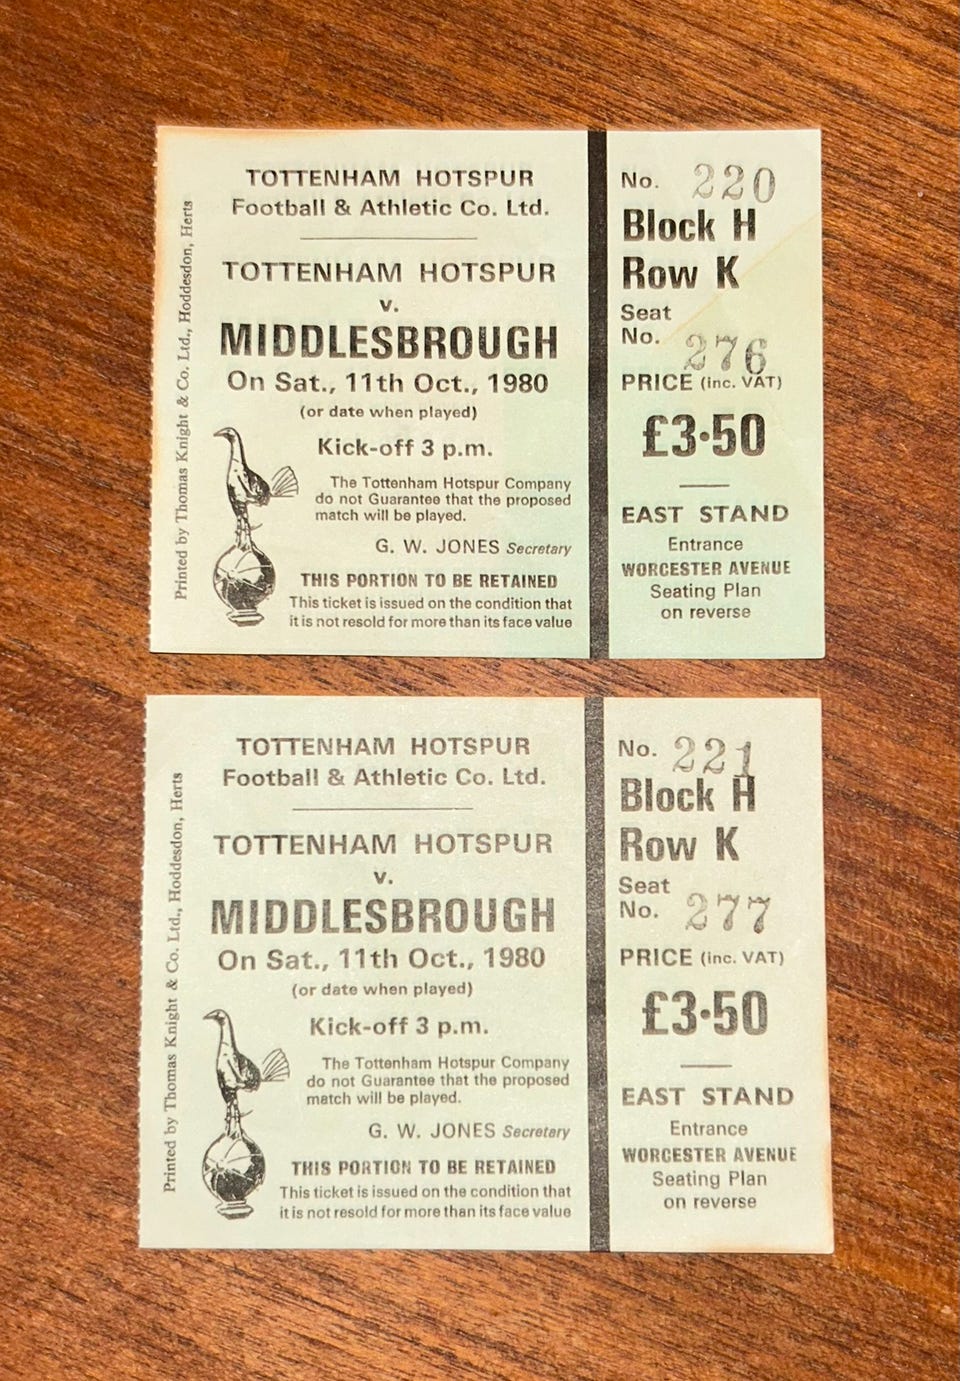 Printed by Thomas Knight & Co. Ltd., Hoddesdon, Herts
TOTTENHAM HOTSPUR
Football & Athletic Co. Ltd.
TOTTENHAM HOTSPUR
v.
MIDDLESBROUGH
On Sat., 11th Oct., 1980
(or date when played)
Kick-off 3 p.m.
The Tottenham Hotspur Company
do not Guarantee that the proposed
match will be played.
G. W. JONES Secretary
THIS PORTION TO BE RETAINED
This ticket is issued on the condition that
it is not resold for more than its face value
No. 220
Block H
Row K
Seat
No. 276
PRICE (inc. VAT)
£3·50
EAST STAND
Entrance
WORCESTER AVENUE
Seating Plan
on reverse
Printed by Thomas Knight & Co. Ltd., Hoddesdon, Herts
TOTTENHAM HOTSPUR
Football & Athletic Co. Ltd.
TOTTENHAM HOTSPUR
v.
MIDDLESBROUGH
On Sat., 11th Oct., 1980
(or date when played)
Kick-off 3 p.m.
The Tottenham Hotspur Company
do not Guarantee that the proposed
match will be played.
G. W. JONES Secretary
THIS PORTION TO BE RETAINED
This ticket is issued on the condition that
it is not resold for more than its face value
No. 221
Block H
Row K
Seat
No. 277
PRICE (inc. VAT)
£3·50
EAST STAND
Entrance
WORCESTER AVENUE
Seating Plan
on reverse